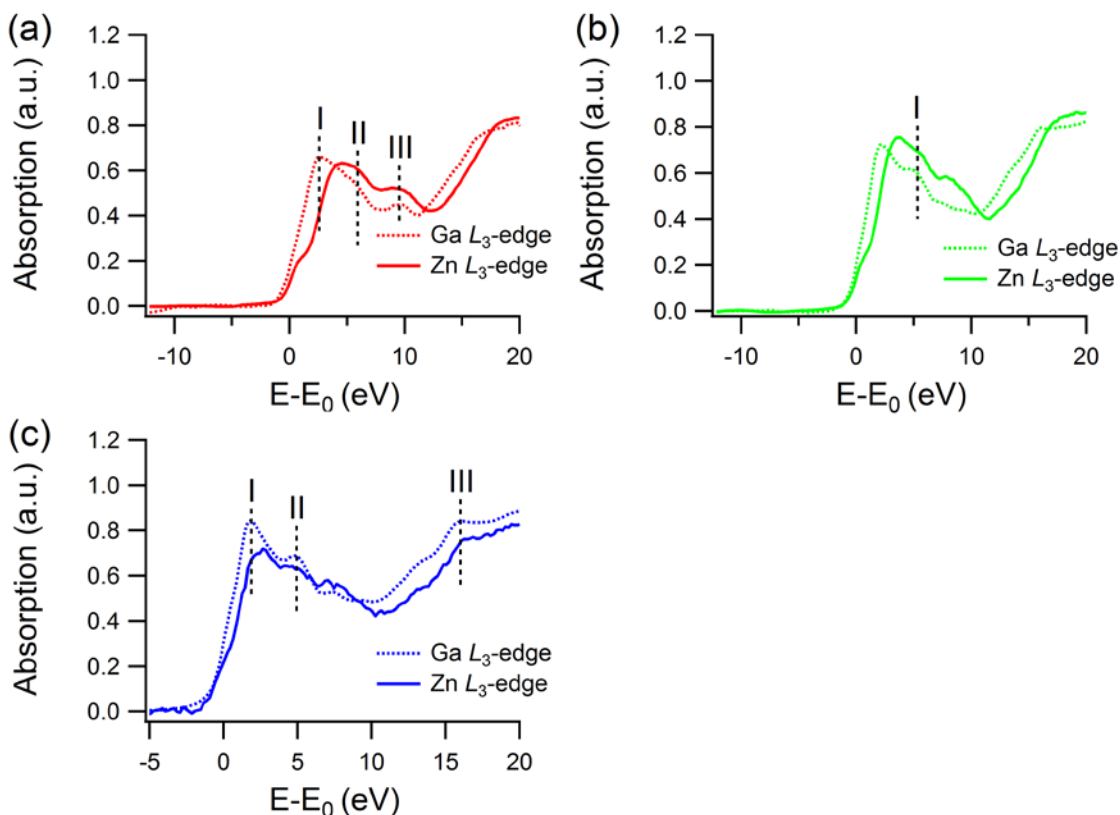 (a)
1.2
1.0
0.8
0.6
0.4
0.2
0.0
Absorption (a.u.)
I
II
III
Ga L₃-edge
Zn L₃-edge
-10
0
10
20
E-E₀ (eV)
(b)
1.2
1.0
0.8
0.6
0.4
0.2
0.0
Absorption (a.u.)
I
Ga L₃-edge
Zn L₃-edge
-10
0
10
20
E-E₀ (eV)
(c)
1.2
1.0
0.8
0.6
0.4
0.2
0.0
Absorption (a.u.)
I
II
III
Ga L₃-edge
Zn L₃-edge
-5
0
5
10
15
20
E-E₀ (eV)